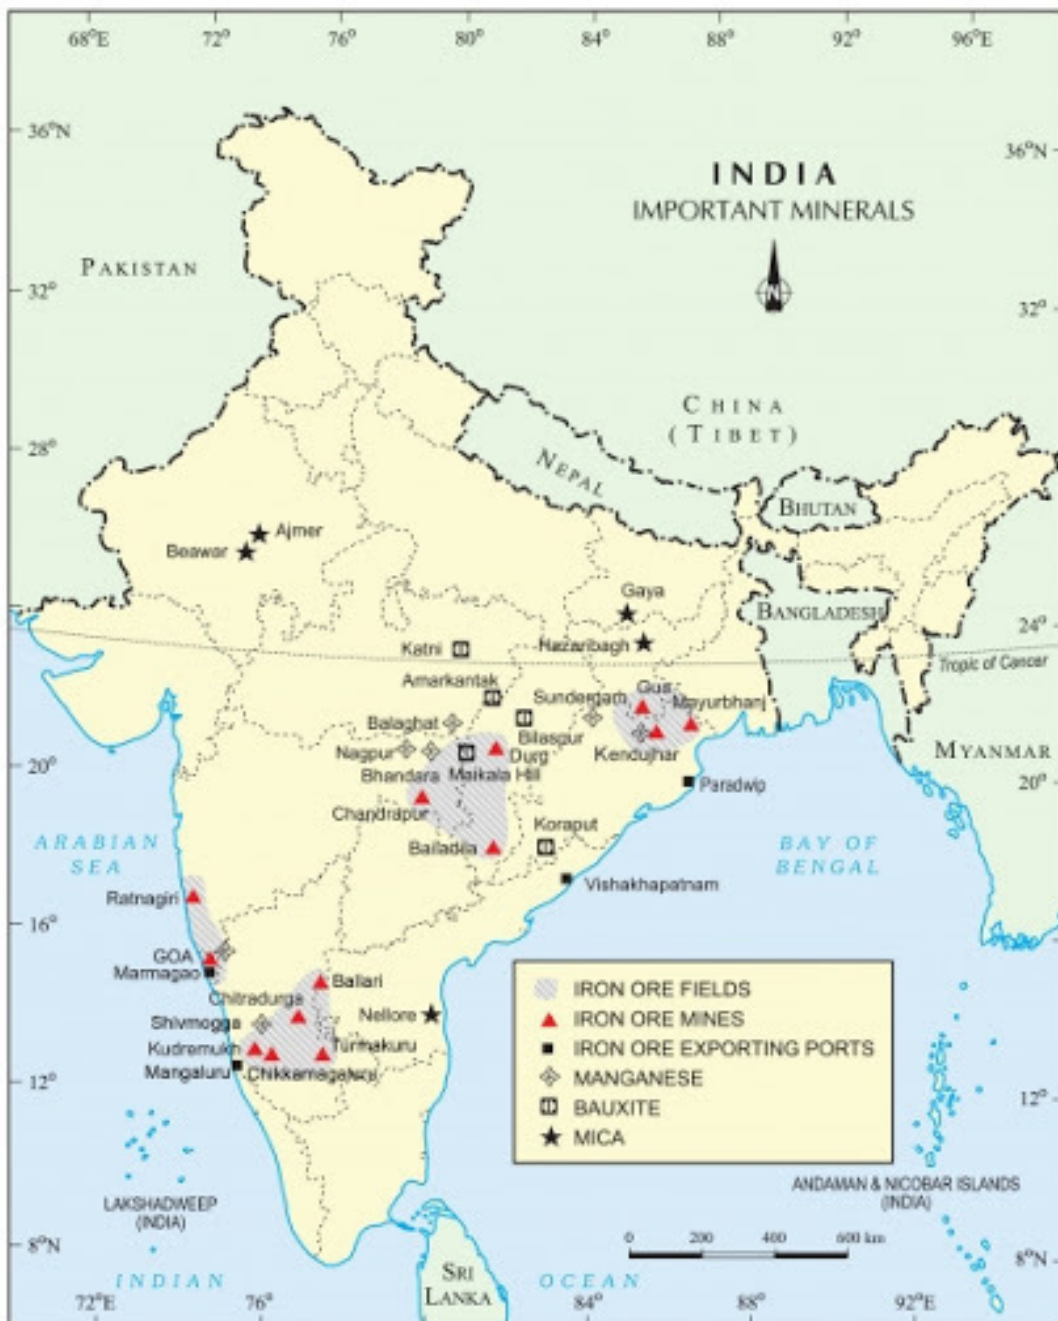 68°E 72° 76° 80° 84° 88° 92° 96°E
36°N
36°N
INDIA
IMPORTANT MINERALS
N
PAKISTAN
32°
32°
CHINA
(TIBET)
28°
NEPAL
BHUTAN
Ajmer
Beawar
Gaya
BANGLADESH
Hazaribagh
24°
Katni
Tropic of Cancer
Amarkantak
Sundergarh
Gua
Mayurbhanj
Balaghat
Bilaspur
Nagpur
Durg
Kendujhar
MYANMAR
20°
20°
Bhandara
Maikala Hill
Paradwip
Chandrapur
Koraput
ARABIAN
SEA
Bailadila
BAY OF
BENGAL
Vishakhapatnam
Ratnagiri
16°
GOA
Marmagao
Ballari
Chitradurga
Shivmogga
Nellore
Kudremukh
Turmakuru
Mangaluru
Chikkamagaluru
12°
12°
IRON ORE FIELDS
IRON ORE MINES
IRON ORE EXPORTING PORTS
MANGANESE
BAUXITE
MICA
LAKSHADWEEP
(INDIA)
ANDAMAN & NICOBAR ISLANDS
(INDIA)
8°N
0 200 400 600 km
8°N
INDIAN
OCEAN
SRI
LANKA
72°E 76° 84° 88° 92°E